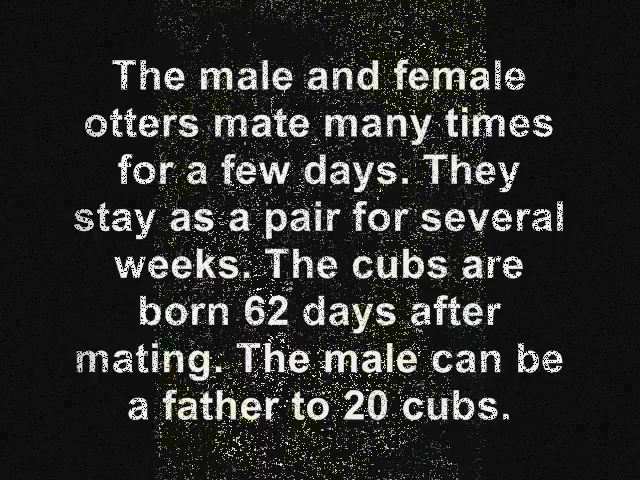 The male and female
otters mate many times
for a few days. They
stay as a pair for several
weeks. The cubs are
born 62 days after
mating. The male can be
a father to 20 cubs.